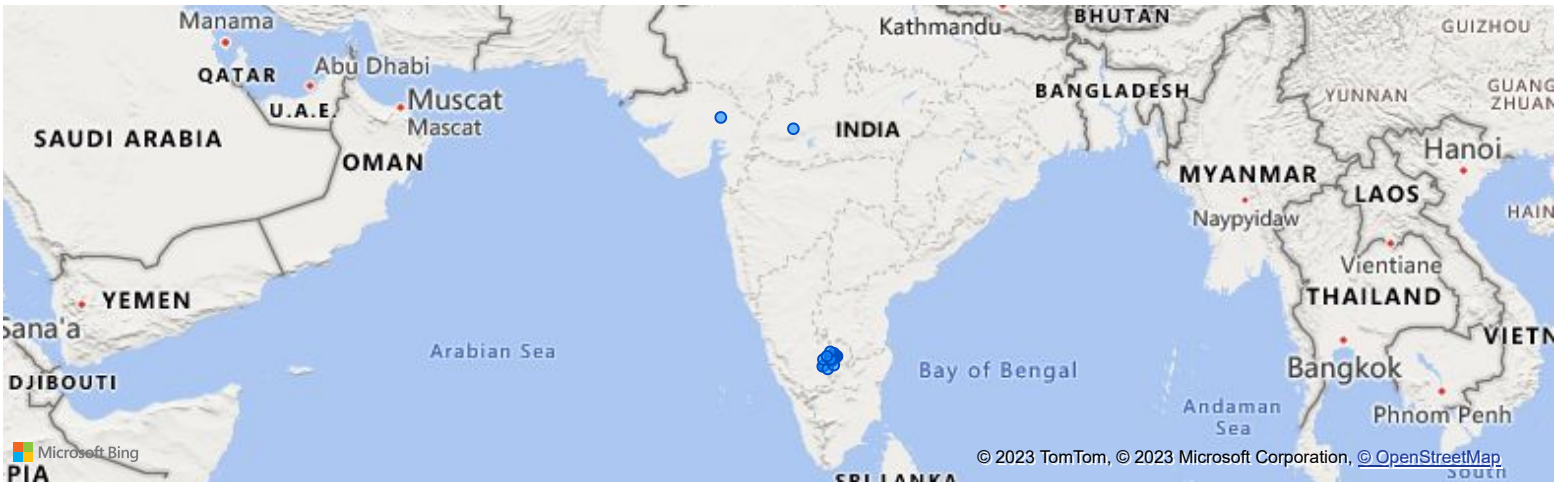 Manama
Kathmandu
BHUTAN
GUIZHOU
QATAR
Abu Dhabi
U.A.E.
Muscat
Mascat
BANGLADESH
YUNNAN
GUANG
ZHUAN
SAUDI ARABIA
OMAN
INDIA
MYANMAR
Hanoi
LAOS
Naypyidaw
HAIN
Vientiane
YEMEN
THAILAND
Sana'a
VIETN
Arabian Sea
Bay of Bengal
Bangkok
DJIBOUTI
Andaman
Sea
Phnom Penh
Microsoft Bing
© 2023 TomTom, © 2023 Microsoft Corporation, © OpenStreetMap
PIA
SRI LANKA
South